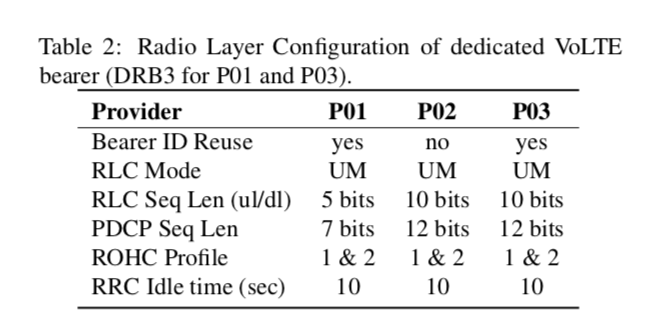 Table 2: Radio Layer Configuration of dedicated VoLTE
bearer (DRB3 for P01 and P03).
Provider P01 P02 P03
Bearer ID Reuse yes no yes
RLC Mode UM UM UM
RLC Seq Len (ul/dl) 5 bits 10 bits 10 bits
PDCP Seq Len 7 bits 12 bits 12 bits
ROHC Profile 1 & 2 1 & 2 1 & 2
RRC Idle time (sec) 10 10 10